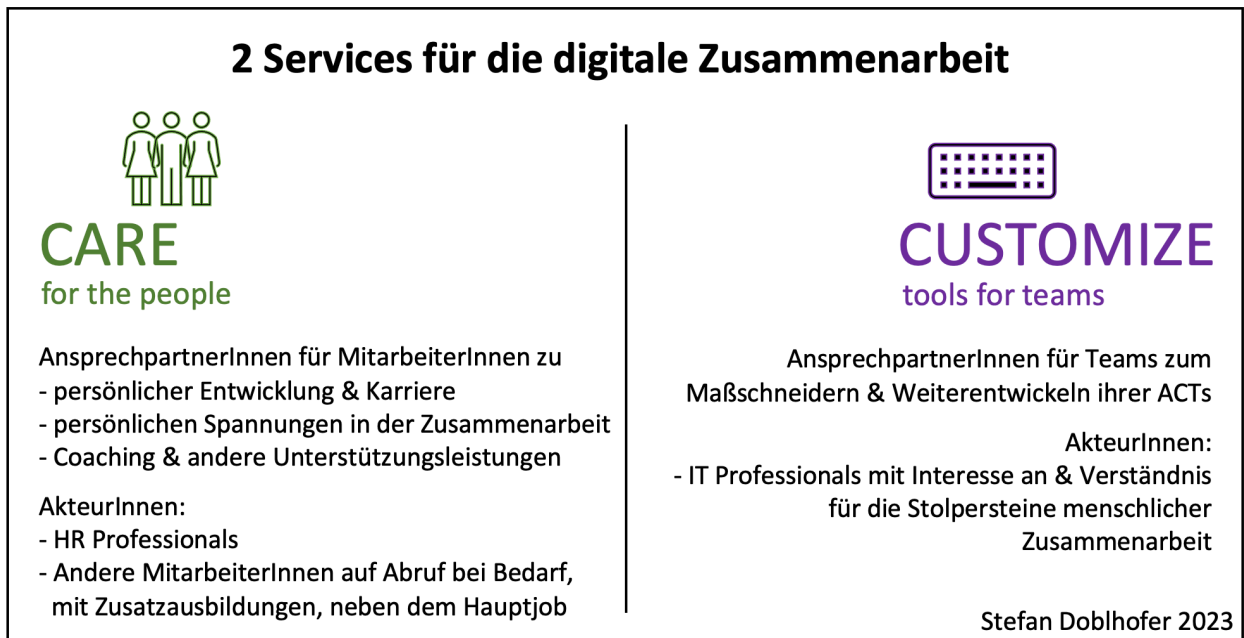 2 Services für die digitale Zusammenarbeit
CARE
for the people
AnsprechpartnerInnen für MitarbeiterInnen zu
- persönlicher Entwicklung & Karriere
- persönlichen Spannungen in der Zusammenarbeit
- Coaching & andere Unterstützungsleistungen
AkteurInnen:
- HR Professionals
- Andere MitarbeiterInnen auf Abruf bei Bedarf,
mit Zusatzausbildungen, neben dem Hauptjob
CUSTOMIZE
tools for teams
AnsprechpartnerInnen für Teams zum
Maßschneidern & Weiterentwickeln ihrer ACTs
AkteurInnen:
- IT Professionals mit Interesse an & Verständnis
für die Stolpersteine menschlicher
Zusammenarbeit
Stefan Doblhofer 2023